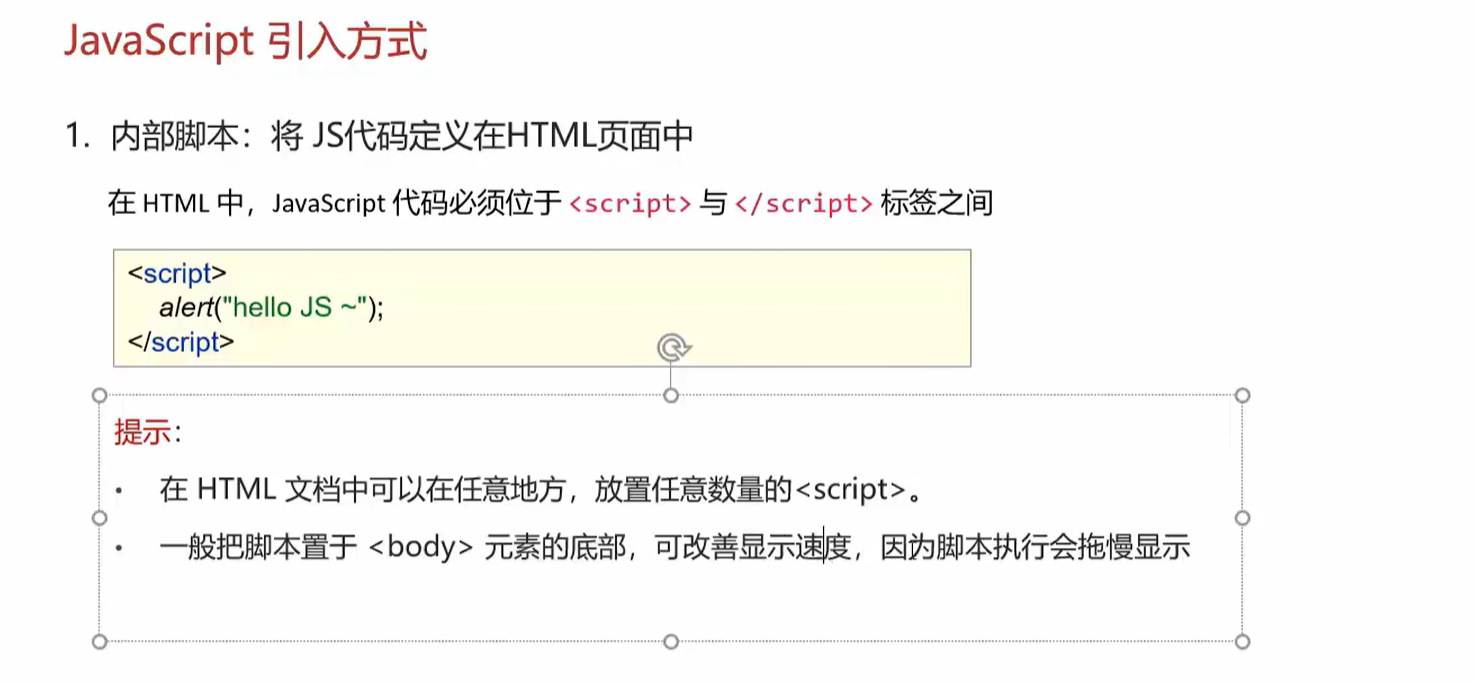 JavaScript 引入方式
1. 内部脚本：将 JS代码定义在HTML页面中
在 HTML 中，JavaScript 代码必须位于 <script> 与 </script> 标签之间
<script>
alert("hello JS ~");
</script>
提示：
• 在 HTML 文档中可以在任意地方，放置任意数量的<script>。
• 一般把脚本置于 <body> 元素的底部，可改善显示速度，因为脚本执行会拖慢显示